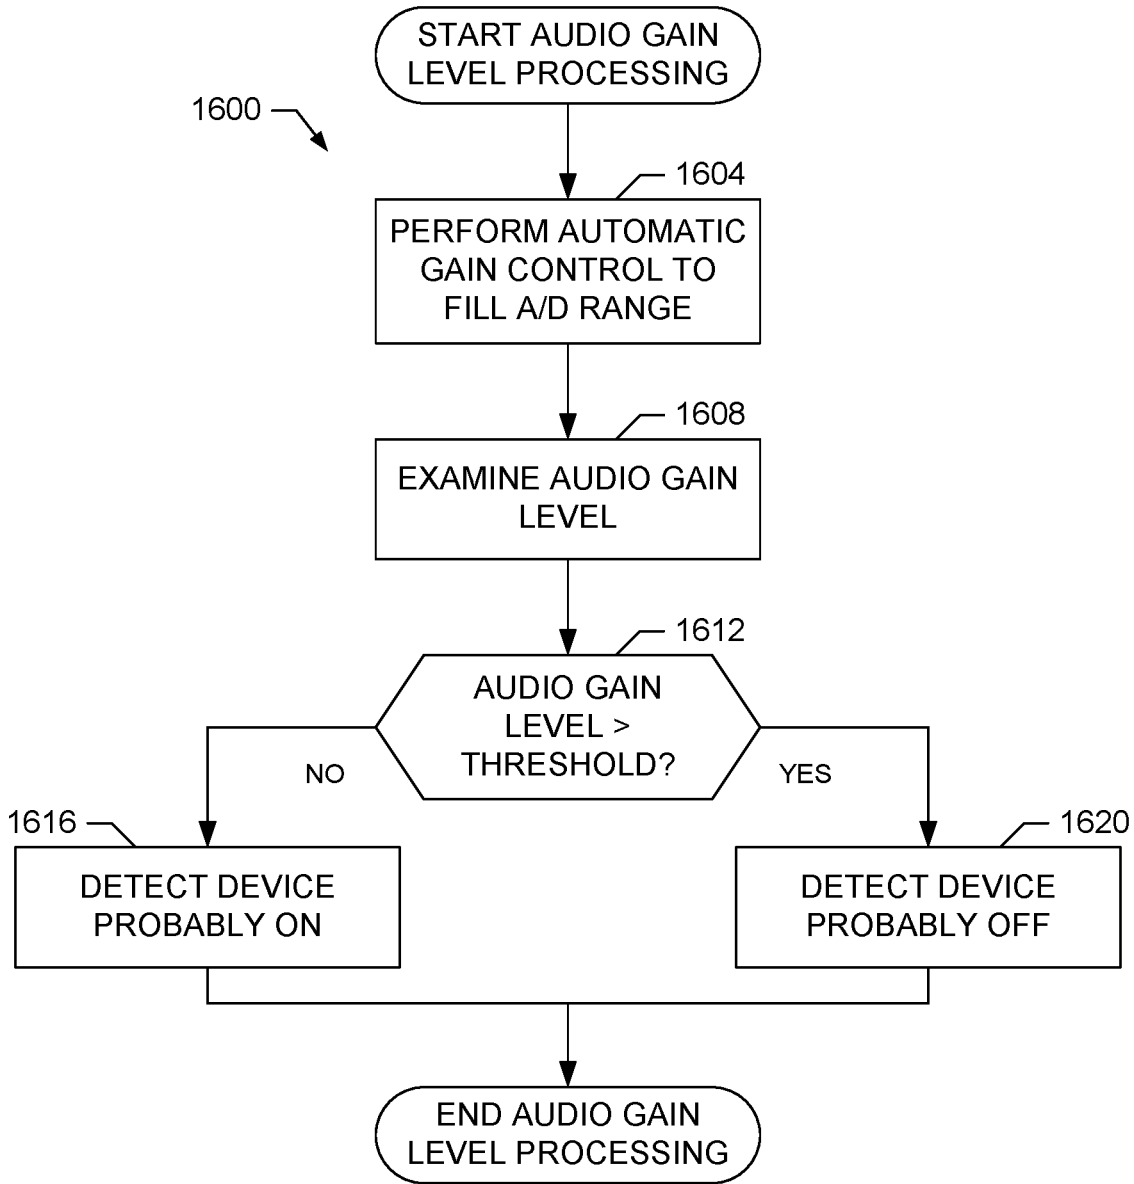 START AUDIO GAIN
LEVEL PROCESSING
1600
1604
PERFORM AUTOMATIC
GAIN CONTROL TO
FILL A/D RANGE
1608
EXAMINE AUDIO GAIN
LEVEL
1612
AUDIO GAIN
LEVEL >
THRESHOLD?
NO
YES
1616
DETECT DEVICE
PROBABLY ON
1620
DETECT DEVICE
PROBABLY OFF
END AUDIO GAIN
LEVEL PROCESSING